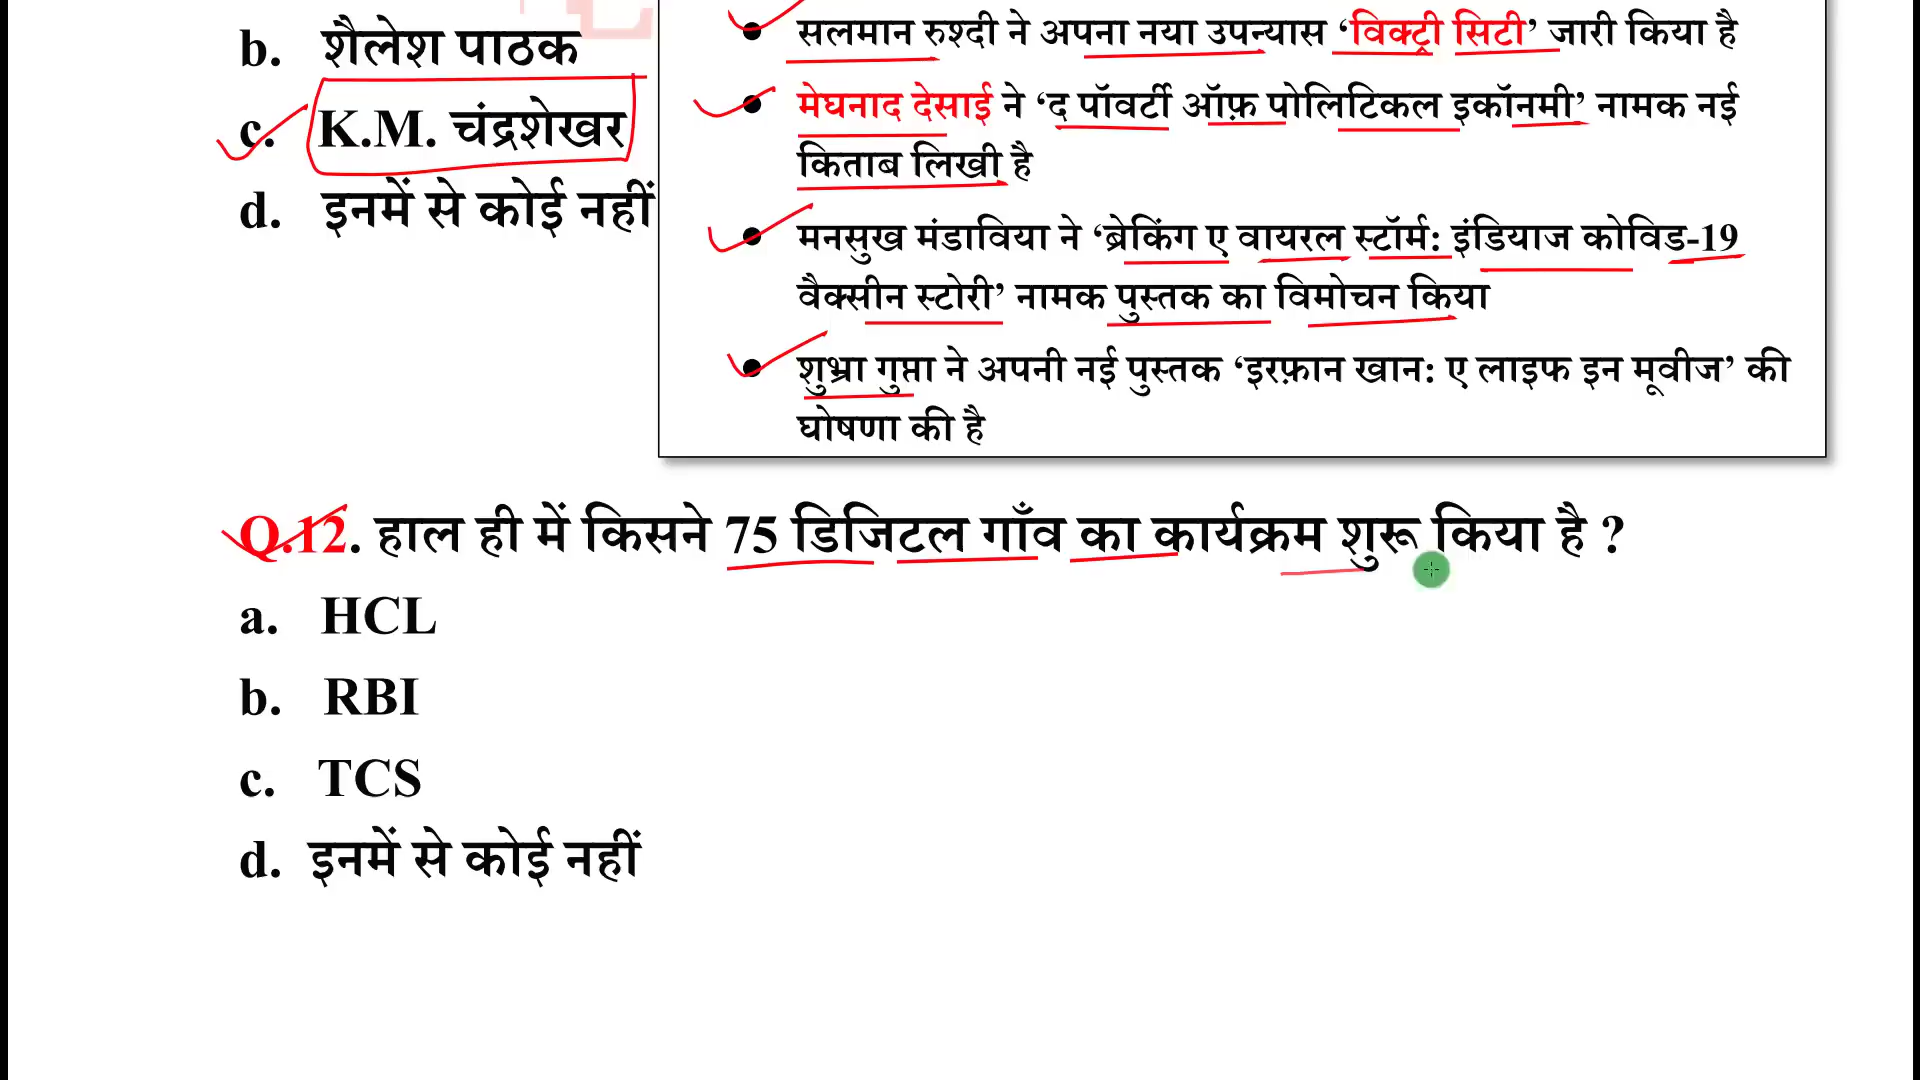 b. शैलेश पाठक
c. K.M. चंद्रशेखर
d. इनमें से कोई नहीं
सलमान रुश्दी ने अपना नया उपन्यास ‘विक्ट्री सिटी’ जारी किया है
मेघनाद देसाई ने ‘द पॉवर्टी ऑफ़ पोलिटिकल इकॉनमी’ नामक नई
किताब लिखी है
मनसुख मंडाविया ने ‘ब्रेकिंग ए वायरल स्टॉर्म: इंडियाज कोविड-19
वैक्सीन स्टोरी’ नामक पुस्तक का विमोचन किया
शुभ्रा गुप्ता ने अपनी नई पुस्तक ‘इरफ़ान खान: ए लाइफ इन मूवीज’ की
घोषणा की है
Q.12. हाल ही में किसने 75 डिजिटल गाँव का कार्यक्रम शुरू किया है ?
a. HCL
b. RBI
c. TCS
d. इनमें से कोई नहीं